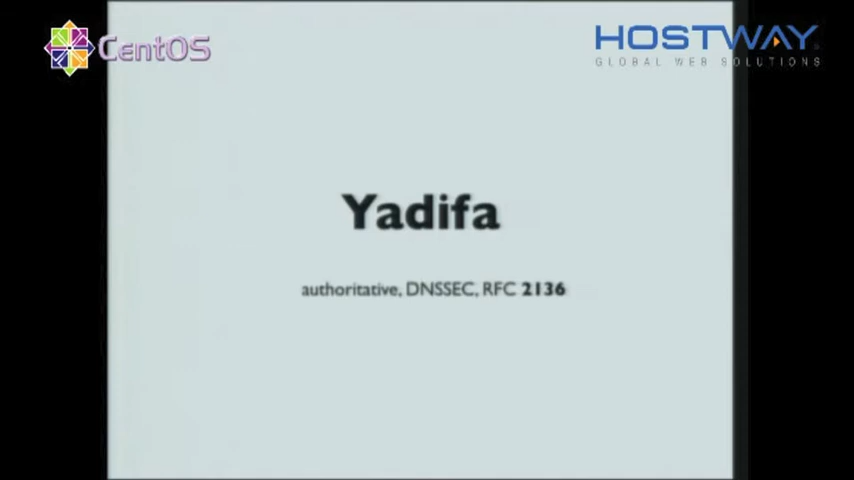 CentOS
HOSTWAY
GLOBAL WEB SOLUTIONS
Yadifa
authoritative, DNSSEC, RFC 2136